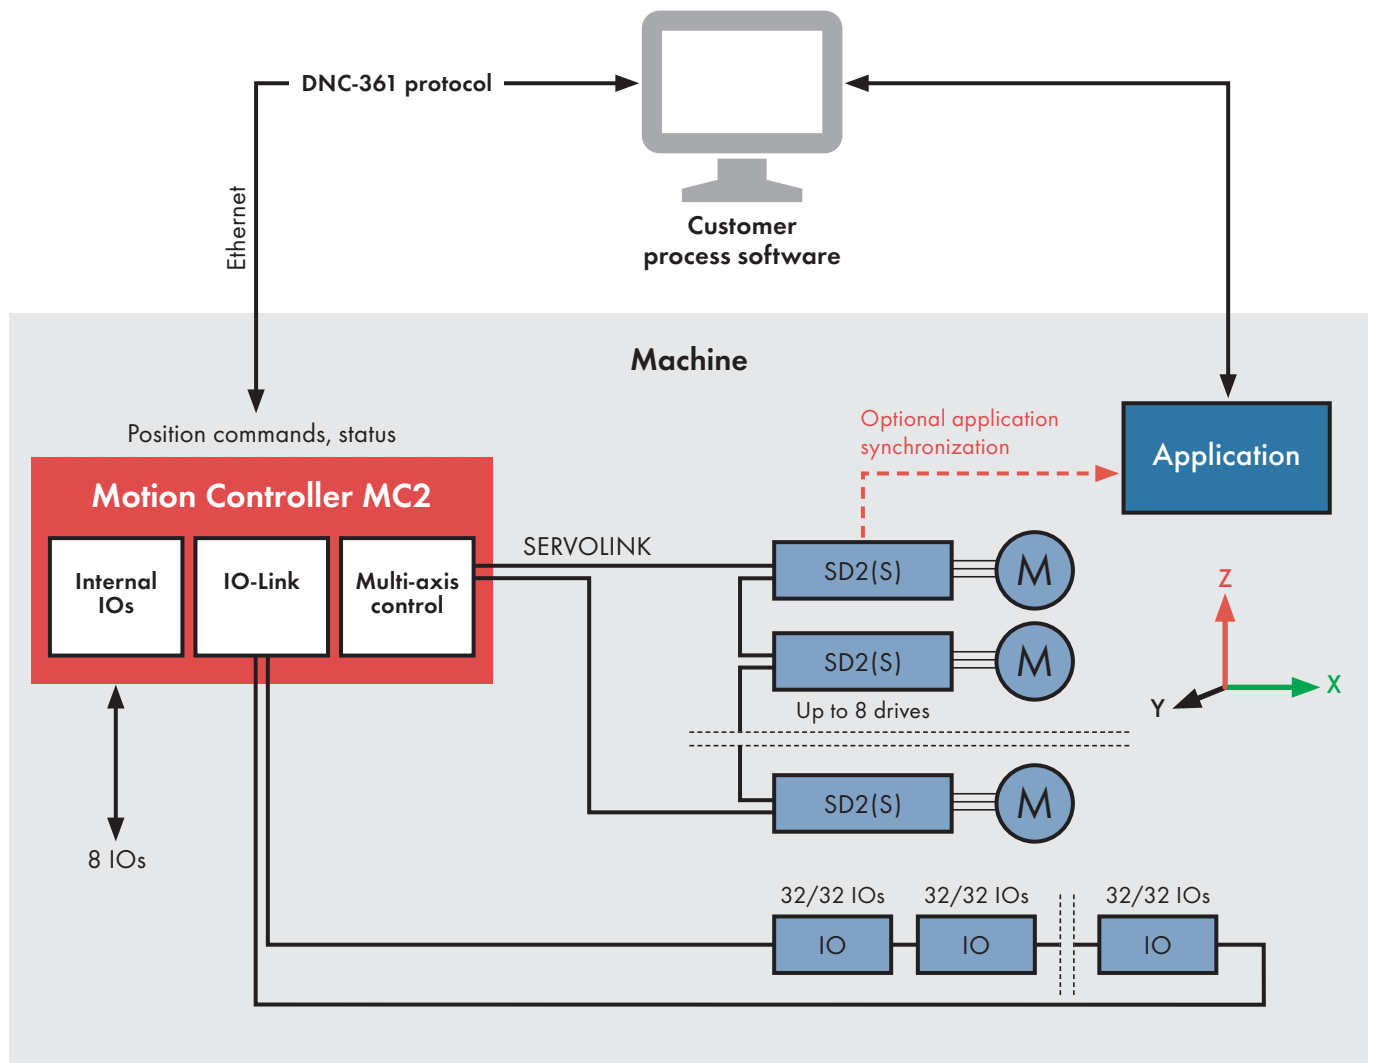 DNC-361 protocol
Ethernet
Customer
process software
Machine
Position commands, status
Motion Controller MC2
Internal
IOs
IO-Link
Multi-axis
control
8 IOs
SERVOLINK
Optional application
synchronization
Application
SD2(S)
M
SD2(S)
M
Up to 8 drives
SD2(S)
M
Z
X
Y
32/32 IOs
32/32 IOs
32/32 IOs
IO
IO
IO